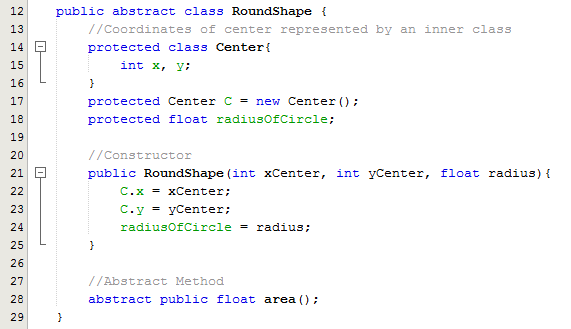 12 public abstract class RoundShape {
13 //Coordinates of center represented by an inner class
14 protected class Center{
15 int x, y;
16 }
17 protected Center C = new Center();
18 protected float radiusOfCircle;
19
20 //Constructor
21 public RoundShape(int xCenter, int yCenter, float radius){
22 C.x = xCenter;
23 C.y = yCenter;
24 radiusOfCircle = radius;
25 }
26
27 //Abstract Method
28 abstract public float area();
29 }